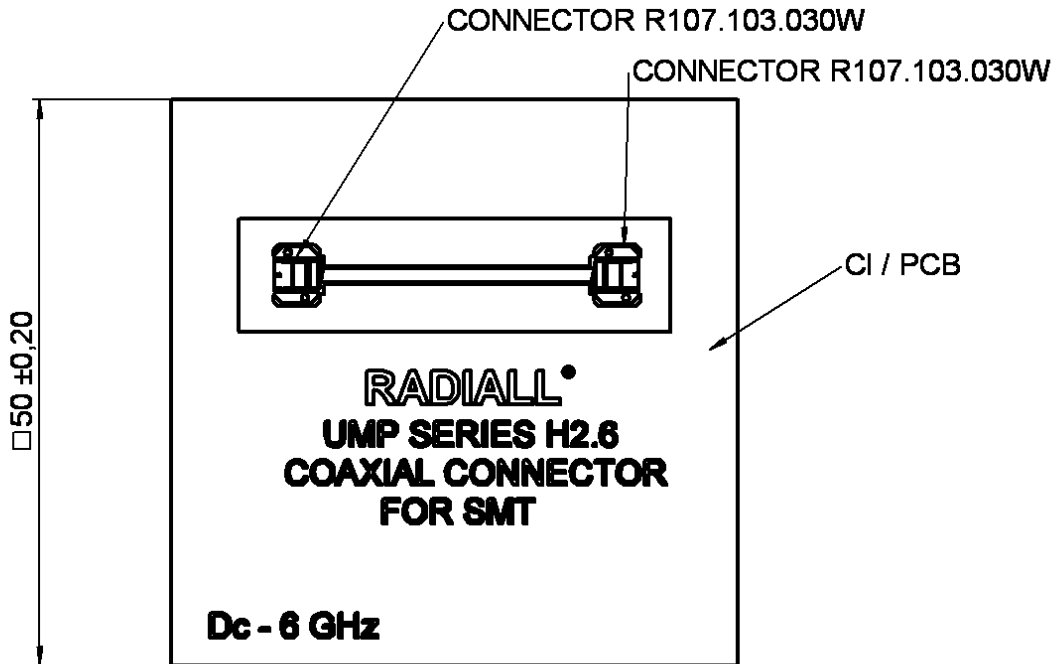 CONNECTOR R107.103.030W
CONNECTOR R107.103.030W
CI / PCB
□50 ±0,20
RADIALL
UMP SERIES H2.6
COAXIAL CONNECTOR
FOR SMT
Dc - 6 GHz